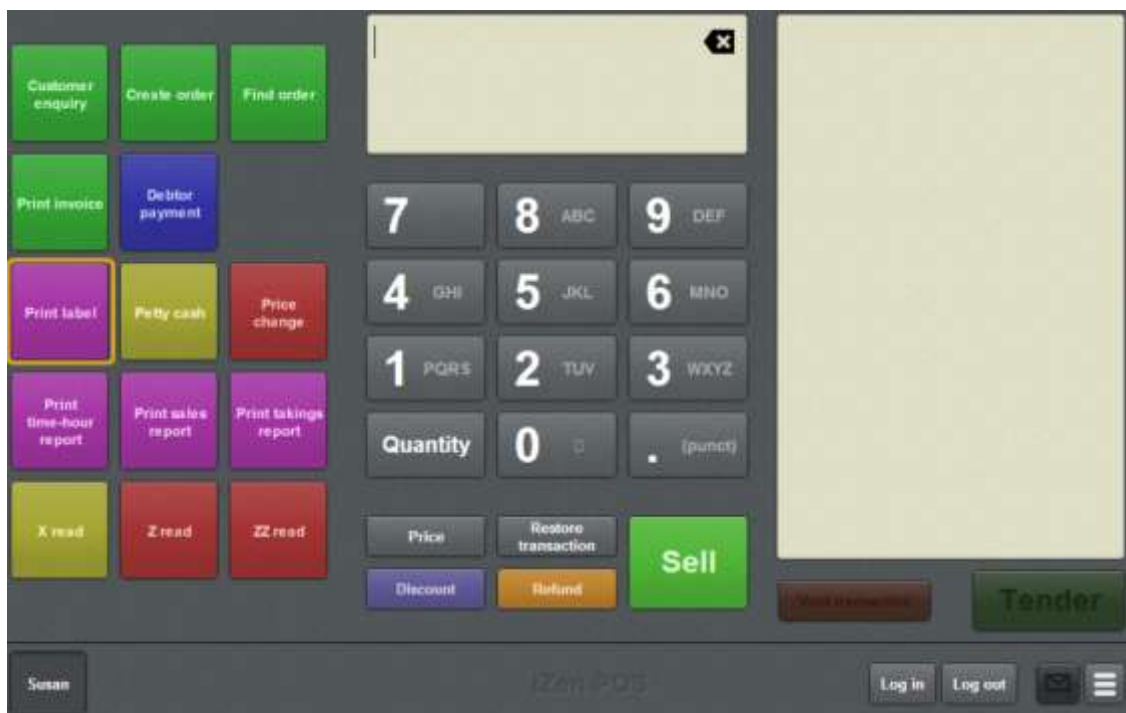 Customer
enquiry
Create order
Find order
Print invoice
Debtor
payment
Print label
Petty cash
Price
change
Print
time-hour
report
Print sales
report
Print takings
report
X read
Z read
ZZ read
7
8 ABC
9 DEF
4 GHI
5 JKL
6 MNO
1 PQRS
2 TUV
3 WXYZ
Quantity
0
. (punct)
Price
Restore
transaction
Sell
Discount
Refund
Void transaction
Tender
Susan
Log in
Log out